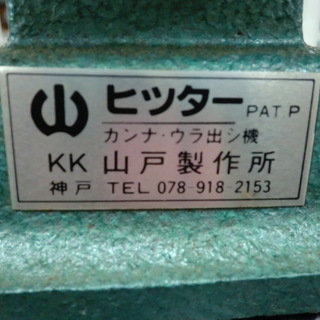 山 ヒッター PAT P
カンナ・ウラ出シ機
KK 山戸製作所
神戸 TEL 078-918-2153